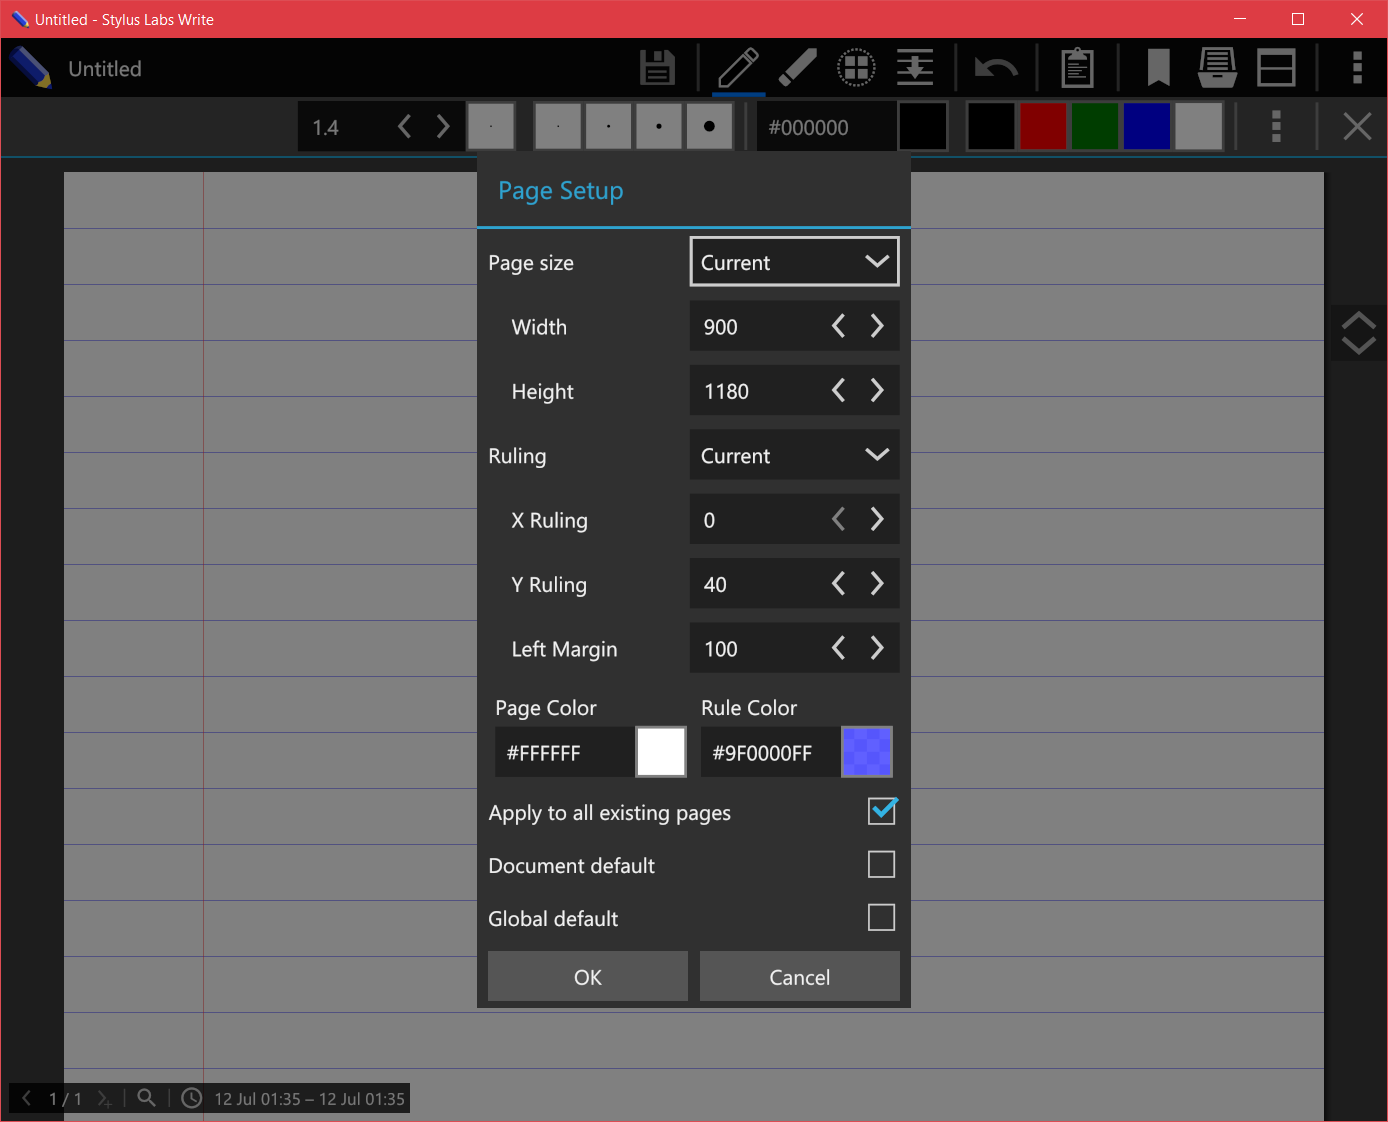 Untitled - Stylus Labs Write
Untitled
1.4
#000000
Page Setup
Page size Current
Width 900
Height 1180
Ruling Current
X Ruling 0
Y Ruling 40
Left Margin 100
Page Color Rule Color
#FFFFFF #9F0000FF
Apply to all existing pages
Document default
Global default
OK Cancel
1 / 1 12 Jul 01:35 – 12 Jul 01:35